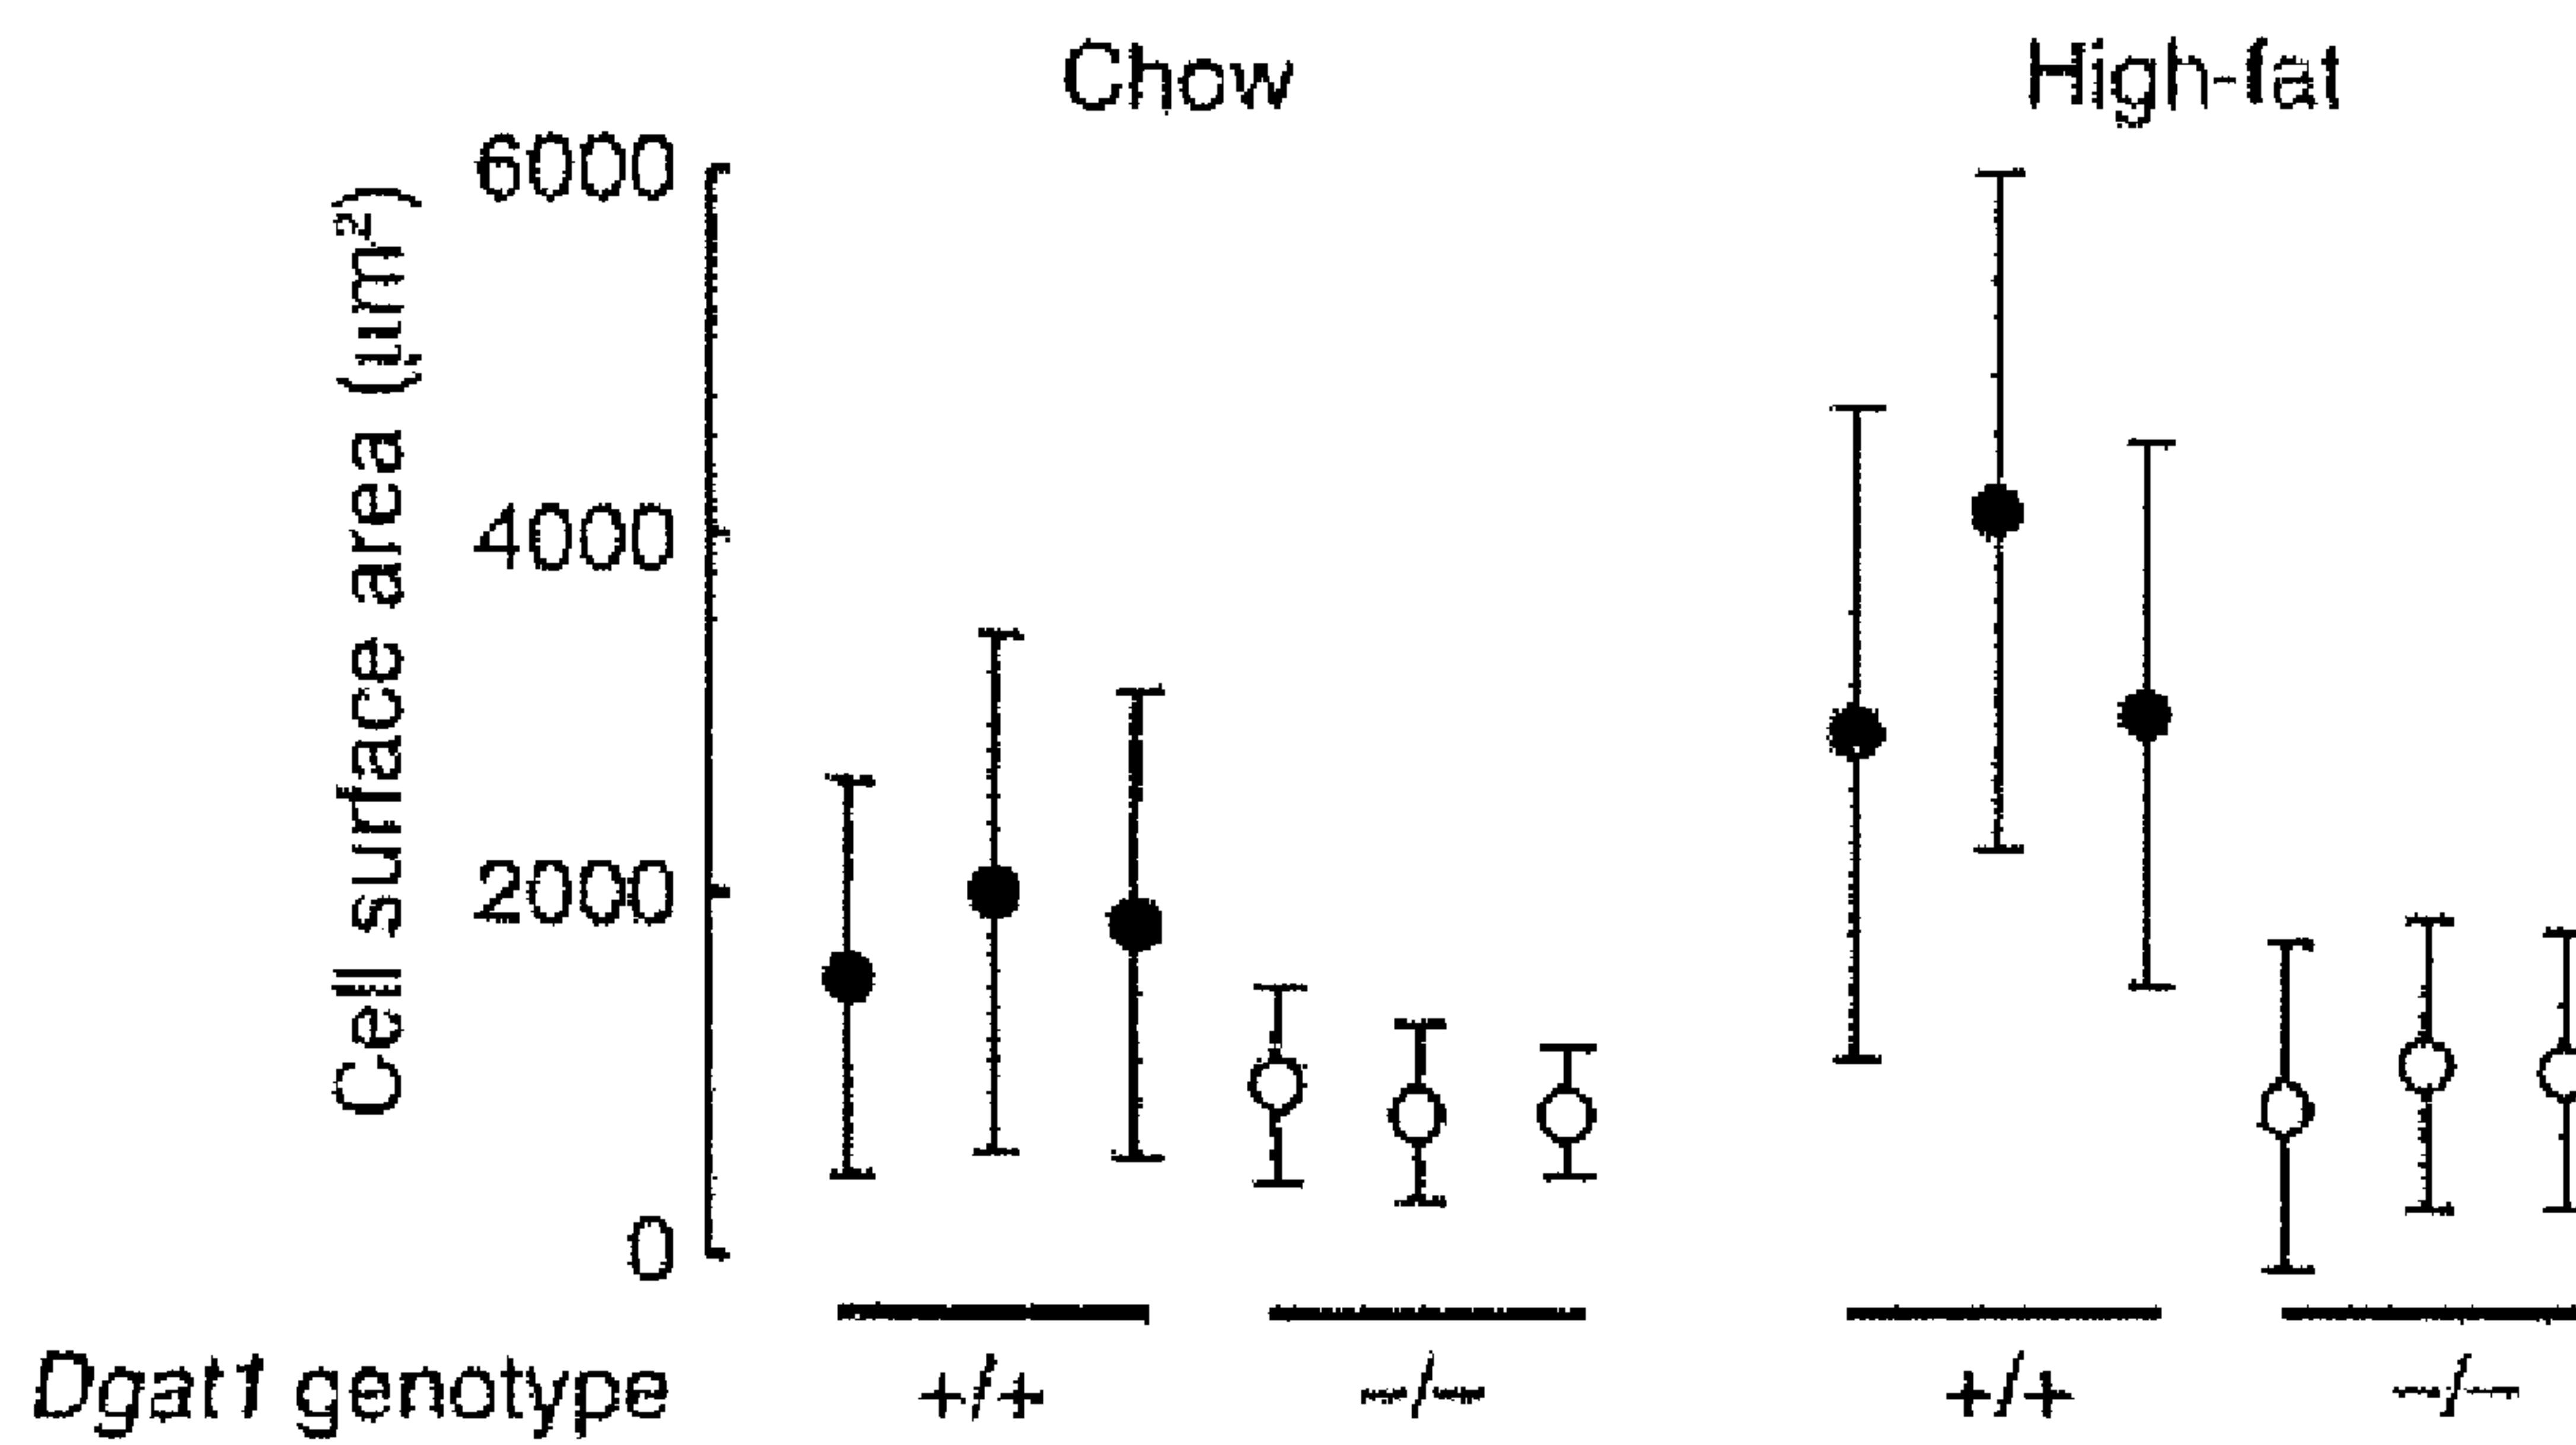 Chow
High-fat
Cell surface area (µm²)
6000
4000
2000
0
Dgat1 genotype
+/+
−/−
+/+
−/−